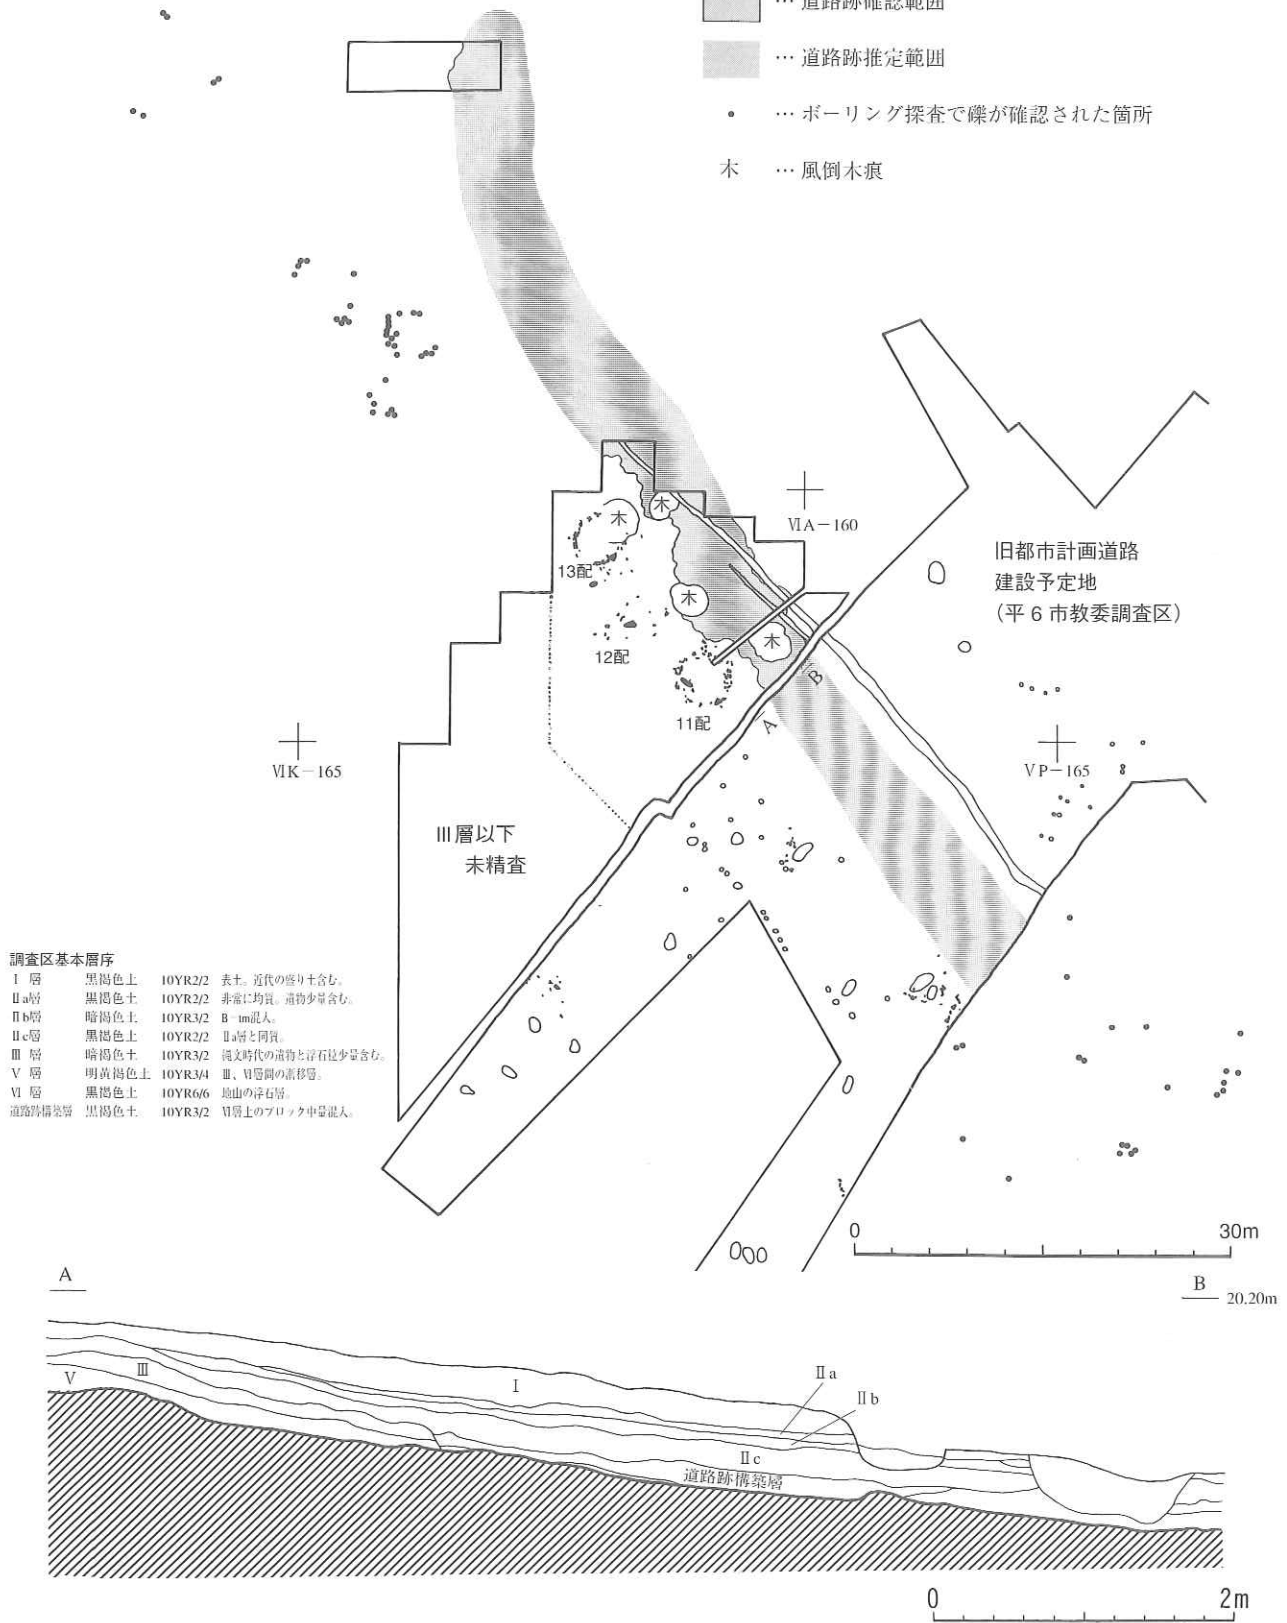 … 道路跡確認範囲
… 道路跡推定範囲
… ボーリング探査で礫が確認された箇所
木 … 風倒木痕
木
木
木
木
13配
12配
11配
ⅥA-160
旧都市計画道路
建設予定地
(平6市教委調査区)
B
A
ⅥK-165
ⅤP-165
Ⅲ層以下
未精査
調査区基本層序
Ⅰ 層 黒褐色土 10YR2/2 表土。近代の盛り土含む。
Ⅱa層 黒褐色土 10YR2/2 非常に均質。遺物少量含む。
Ⅱb層 暗褐色土 10YR3/2 B-tm混入。
Ⅱc層 黒褐色土 10YR2/2 Ⅱa層と同質。
Ⅲ 層 暗褐色土 10YR3/2 縄文時代の遺物と浮石粒少量含む。
Ⅴ 層 明黄褐色土 10YR3/4 Ⅲ、Ⅵ層間の漸移層。
Ⅵ 層 黒褐色土 10YR6/6 地山の浮石層。
道路跡構築層 黒褐色土 10YR3/2 Ⅵ層土のブロック中量混入。
0 30m
A
B
20.20m
Ⅲ
Ⅴ
Ⅰ
Ⅱa
Ⅱb
Ⅱc
道路跡構築層
0 2m